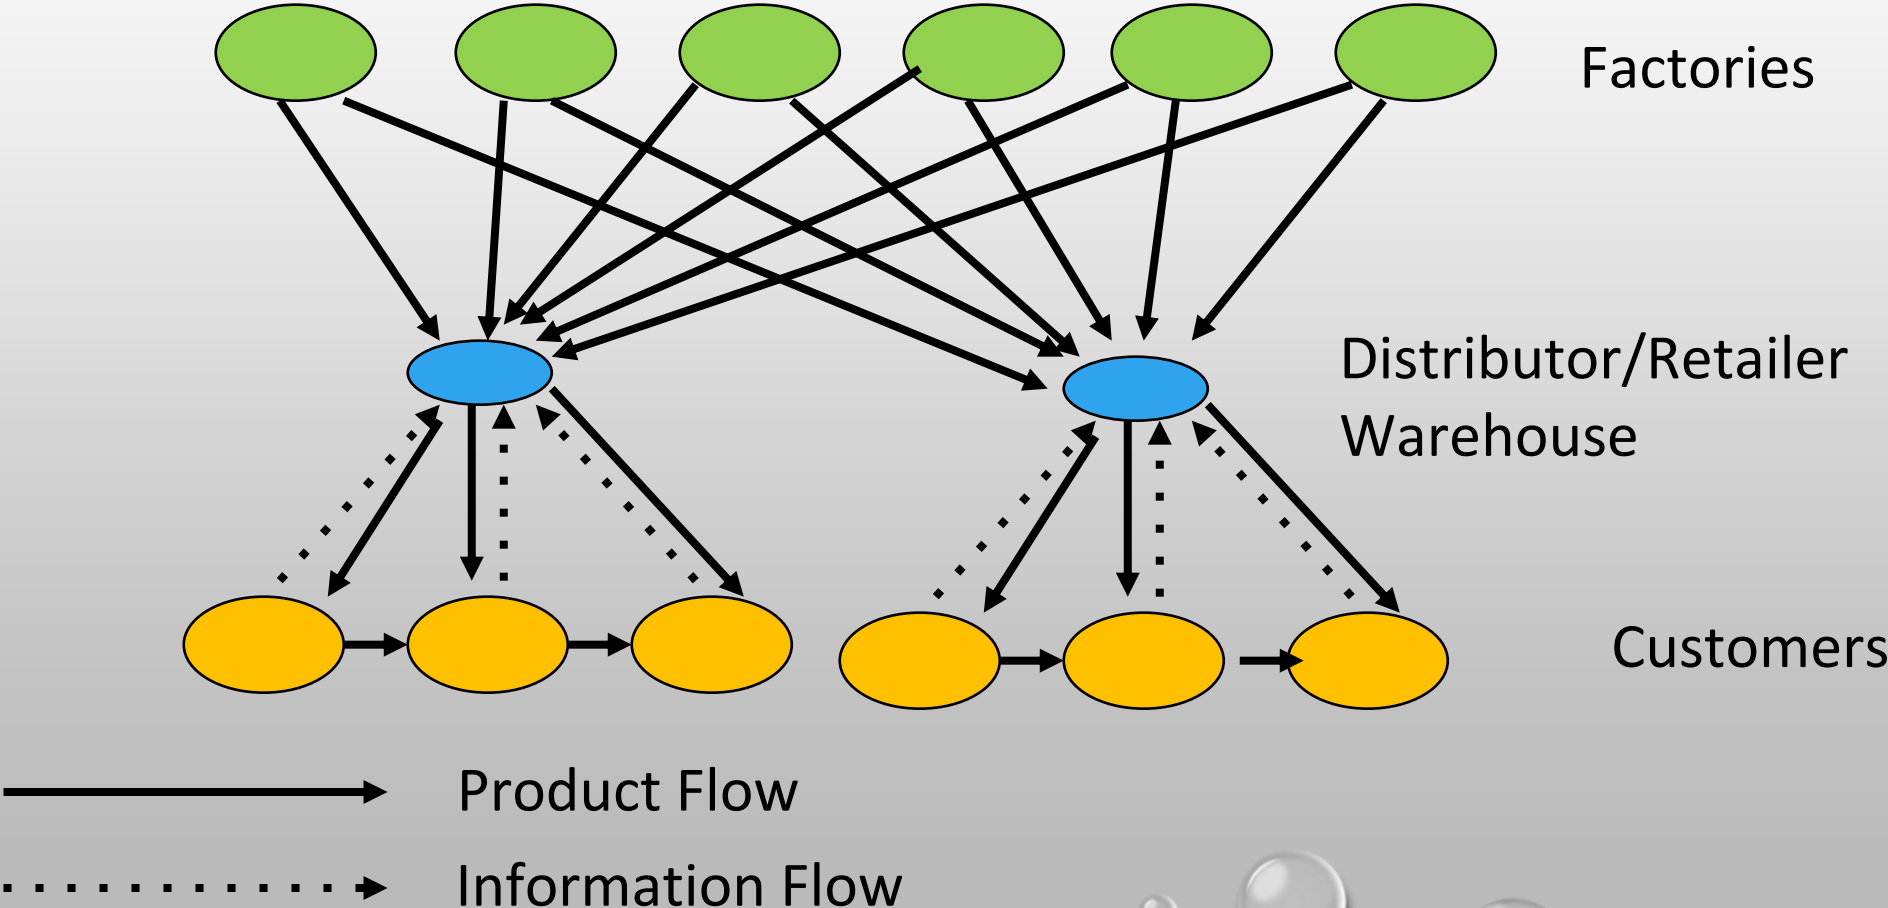 Factories
Distributor/Retailer
Warehouse
Customers
Product Flow
Information Flow